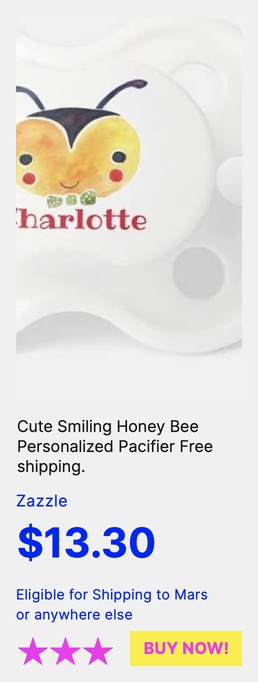 Charlotte
Cute Smiling Honey Bee
Personalized Pacifier Free
shipping.
Zazzle
$13.30
Eligible for Shipping to Mars
or anywhere else
BUY NOW!